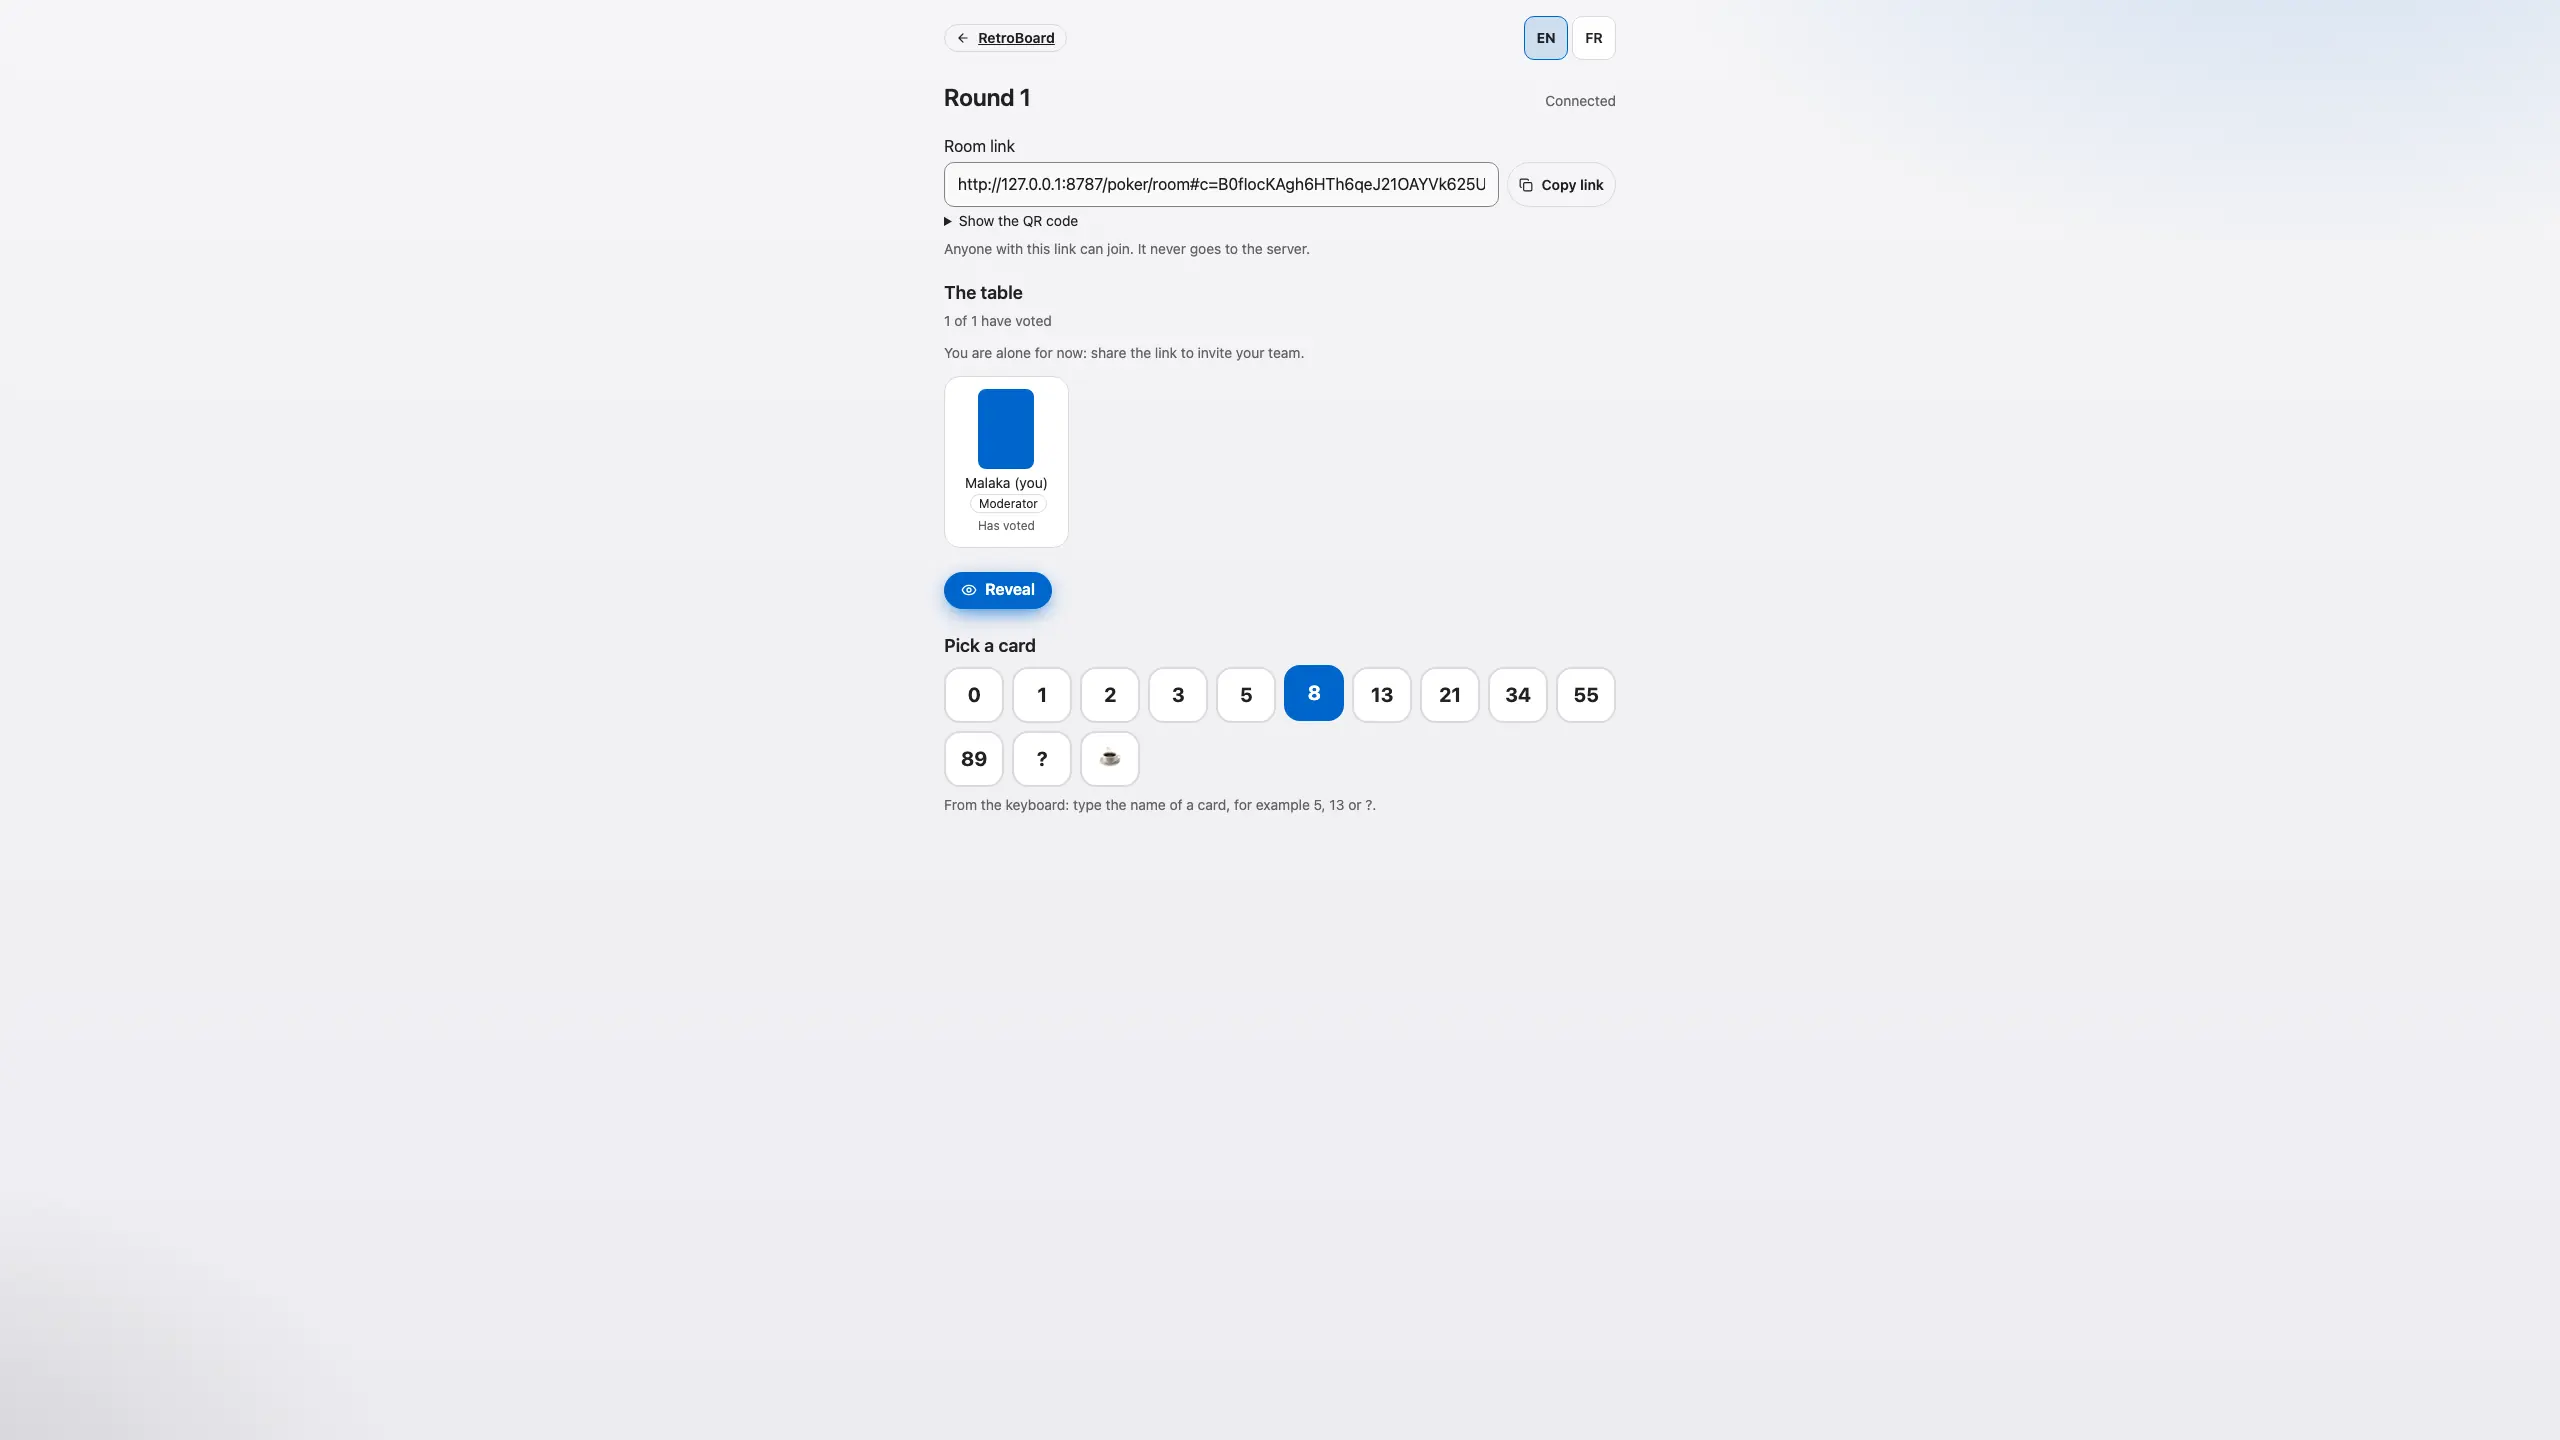 RetroBoard
EN FR
Round 1
Connected
Room link
http://127.0.0.1:8787/poker/room#c=B0fIocKAgh6HTh6qeJ21OAYVk625U
Copy link
Show the QR code
Anyone with this link can join. It never goes to the server.
The table
1 of 1 have voted
You are alone for now: share the link to invite your team.
Malaka (you)
Moderator
Has voted
Reveal
Pick a card
0 1 2 3 5 8 13 21 34 55
89 ?
From the keyboard: type the name of a card, for example 5, 13 or ?.